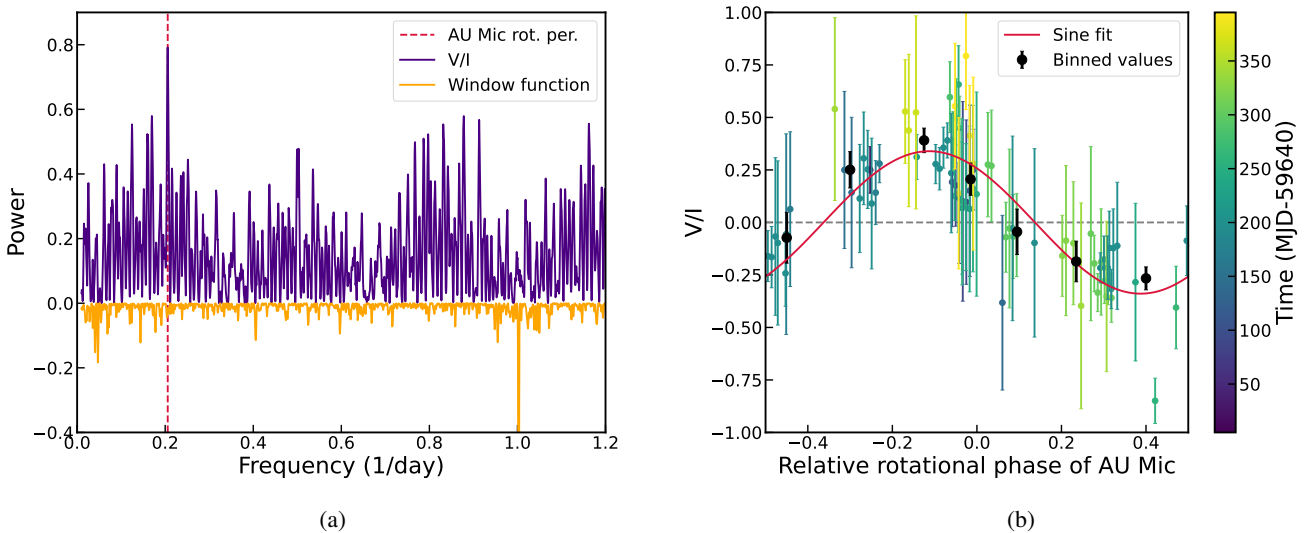 AU Mic rot. per.
V/I
Window function
Power
0.8
0.6
0.4
0.2
0.0
−0.2
−0.4
0.0 0.2 0.4 0.6 0.8 1.0 1.2
Frequency (1/day)
(a)
Sine fit
Binned values
V/I
1.00
0.75
0.50
0.25
0.00
−0.25
−0.50
−0.75
−1.00
−0.4 −0.2 0.0 0.2 0.4
Relative rotational phase of AU Mic
(b)
350
300
250
200
150
100
50
Time (MJD-59640)